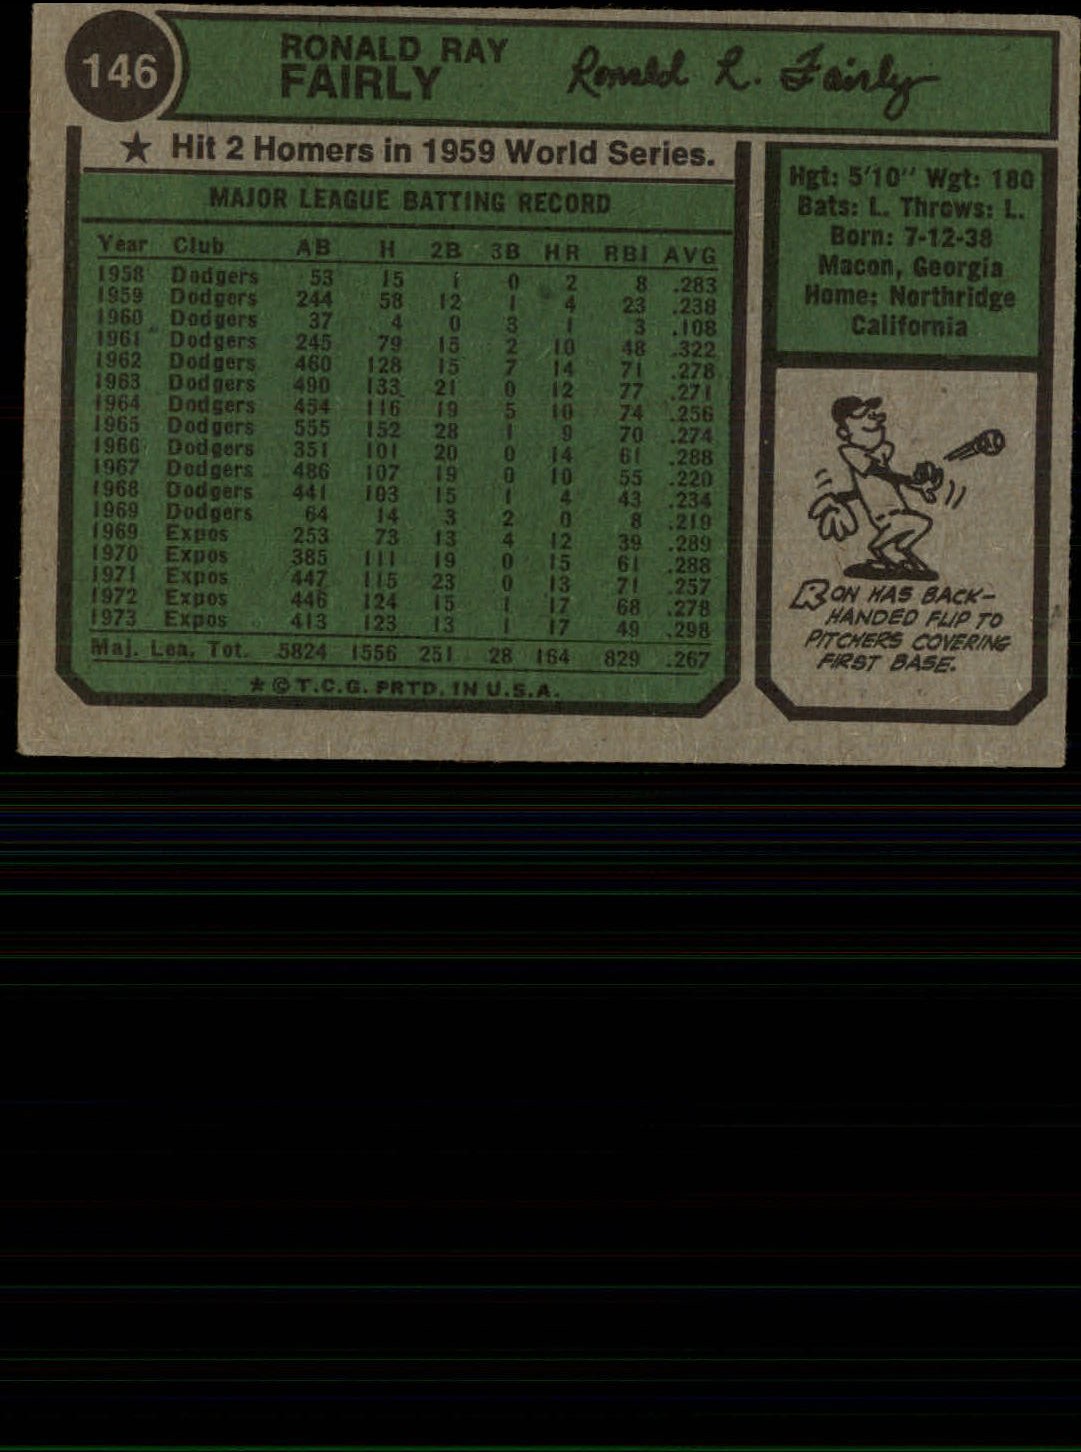 146
RONALD RAY
FAIRLY
Ronald R. Fairly
★ Hit 2 Homers in 1959 World Series.
MAJOR LEAGUE BATTING RECORD
Year Club AB H 2B 3B HR RBI AVG
1958 Dodgers 53 15 1 0 2 8 .283
1959 Dodgers 244 58 12 1 4 23 .238
1960 Dodgers 37 4 0 3 1 3 .108
1961 Dodgers 245 79 15 2 10 48 .322
1962 Dodgers 460 128 15 7 14 71 .278
1963 Dodgers 490 133 21 0 12 77 .271
1964 Dodgers 454 116 19 5 10 74 .256
1965 Dodgers 555 152 28 1 9 70 .274
1966 Dodgers 351 101 20 0 14 61 .288
1967 Dodgers 486 107 19 0 10 55 .220
1968 Dodgers 441 103 15 1 4 43 .234
1969 Dodgers 64 14 3 2 0 8 .219
1969 Expos 253 73 13 4 12 39 .289
1970 Expos 385 111 19 0 15 61 .288
1971 Expos 447 115 23 0 13 71 .257
1972 Expos 446 124 15 1 17 68 .278
1973 Expos 413 123 13 1 17 49 .298
Maj. Lea. Tot. 5824 1556 251 28 164 829 .267
★ © T.C.G. PRTD. IN U.S.A.
Hgt: 5'10" Wgt: 180
Bats: L. Throws: L.
Born: 7-12-38
Macon, Georgia
Home: Northridge
California
RON HAS BACK-
HANDED FLIP TO
PITCHERS COVERING
FIRST BASE.